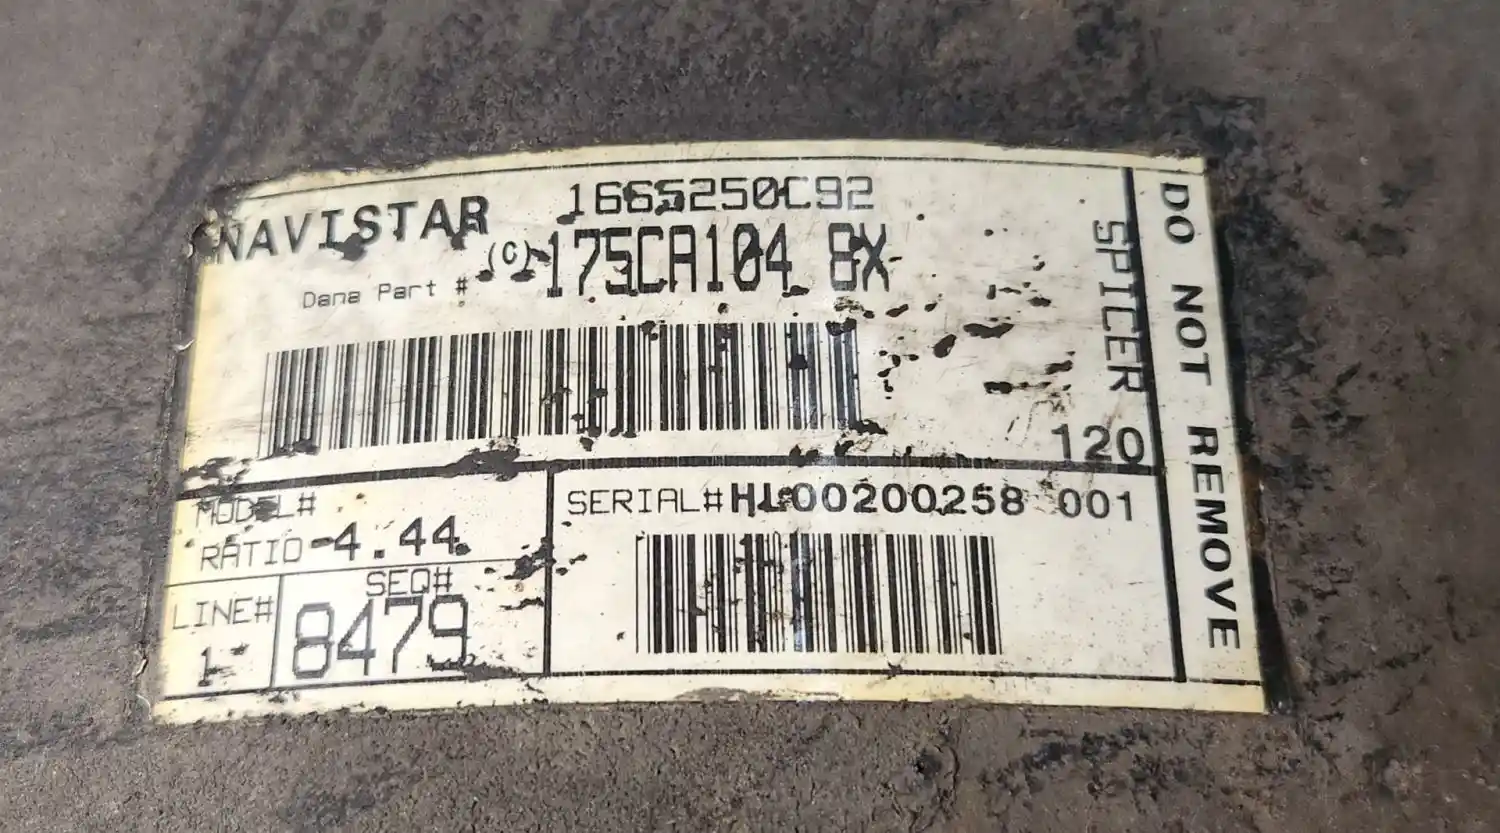 NAVISTAR
1665250C92
Dana Part #
(C) 175CA104 8X
SPICER
120
MODEL#
RATIO-4.44
LINE#
1
SEQ#
8479
SERIAL#HL00200258 001
DO NOT REMOVE